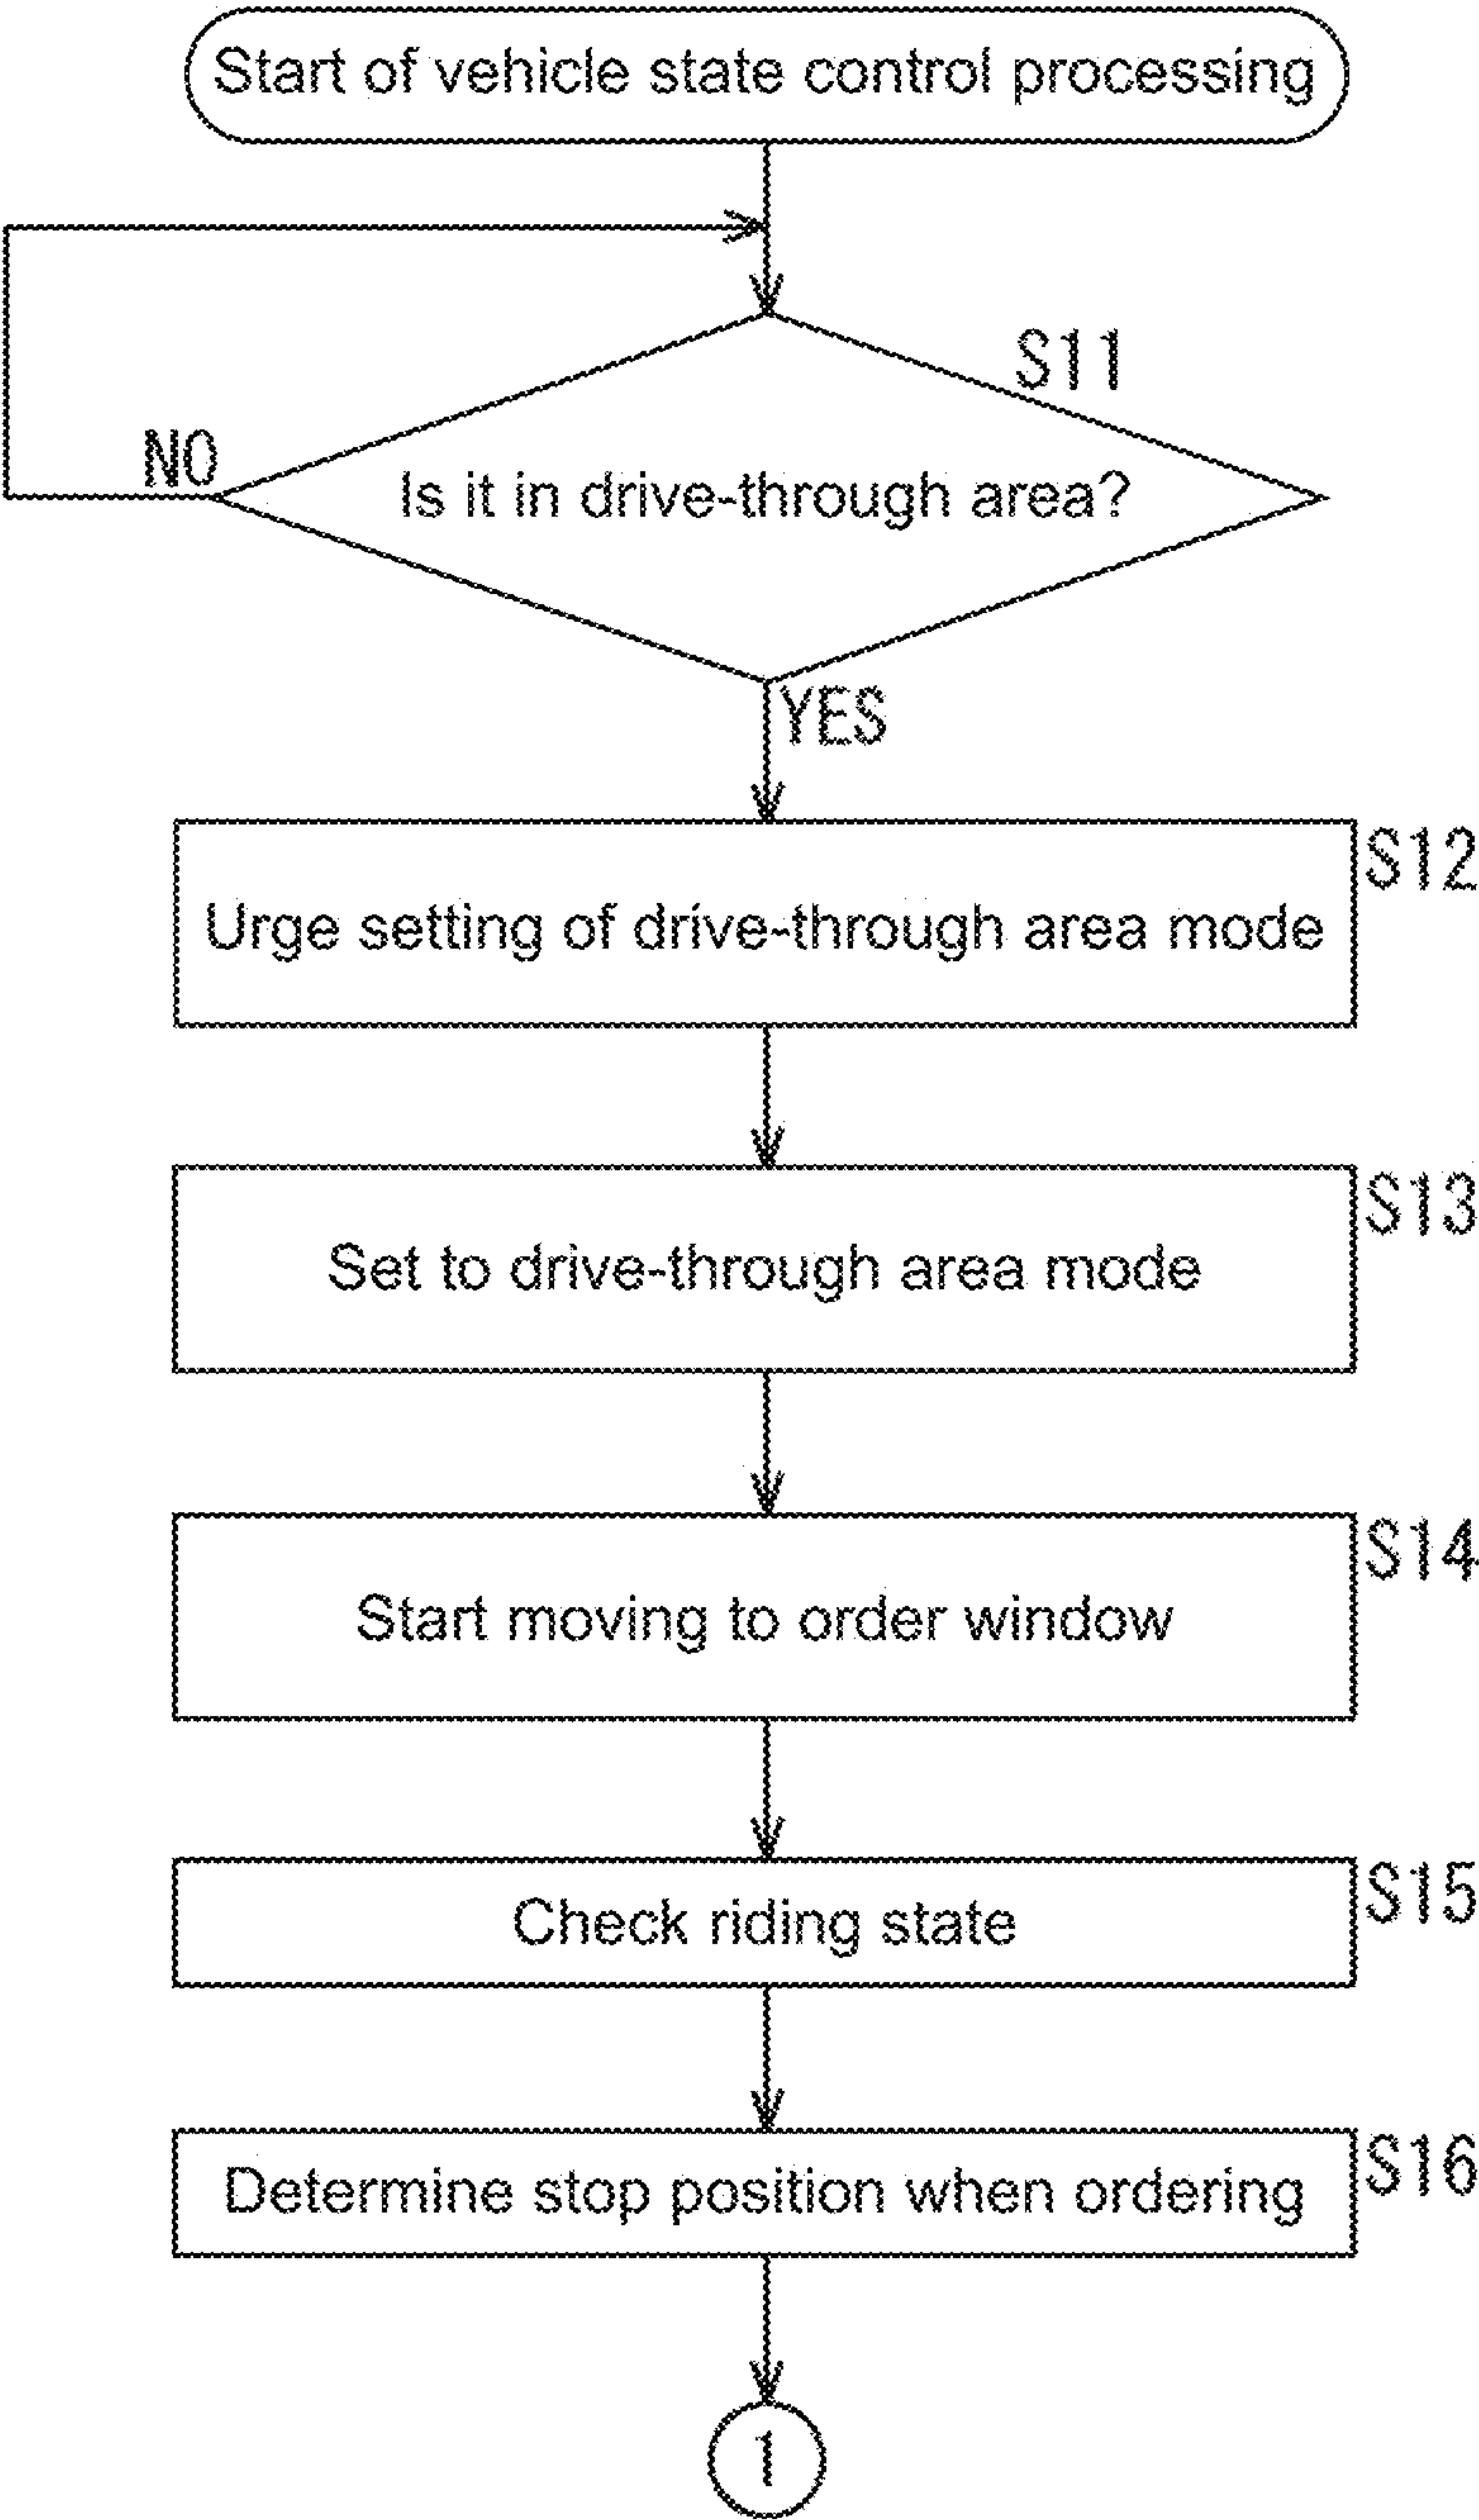 Start of vehicle state control processing
S11
NO
Is it in drive-through area?
YES
S12
Urge setting of drive-through area mode
S13
Set to drive-through area mode
S14
Start moving to order window
S15
Check riding state
S16
Determine stop position when ordering
1